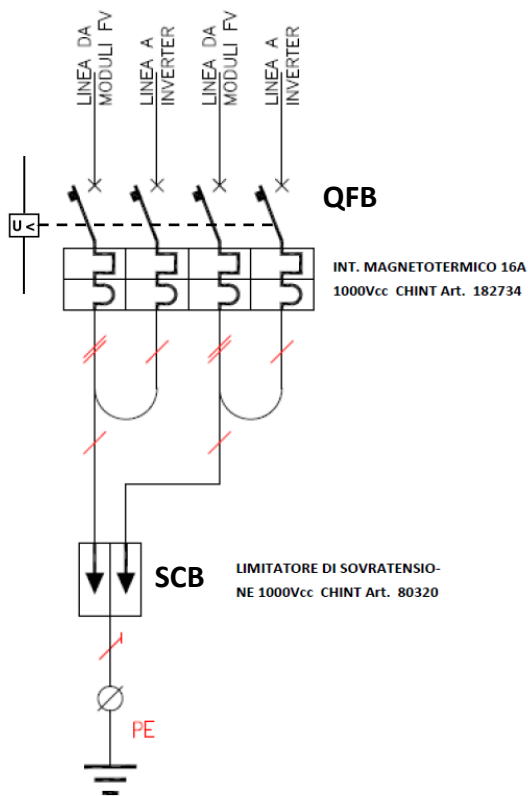 LINEA DA
MODULI FV
LINEA A
INVERTER
LINEA DA
MODULI FV
LINEA A
INVERTER
QFB
U <
INT. MAGNETOTERMICO 16A
1000Vcc CHINT Art. 182734
SCB
LIMITATORE DI SOVRATENSIO-
NE 1000Vcc CHINT Art. 80320
PE